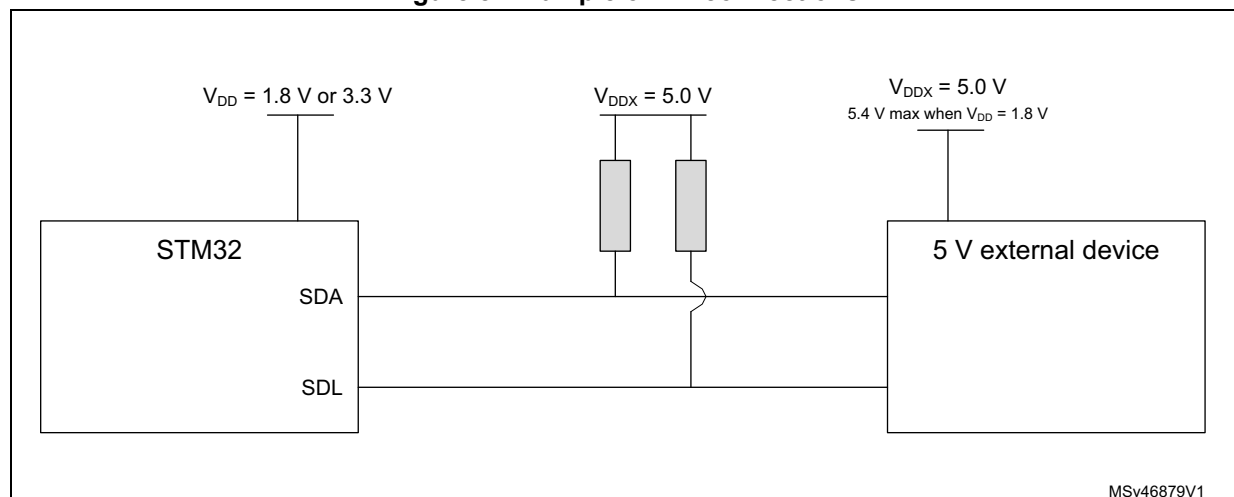 V_DD = 1.8 V or 3.3 V
V_DDX = 5.0 V
V_DDX = 5.0 V
5.4 V max when V_DD = 1.8 V
STM32
5 V external device
SDA
SDL
MSv46879V1